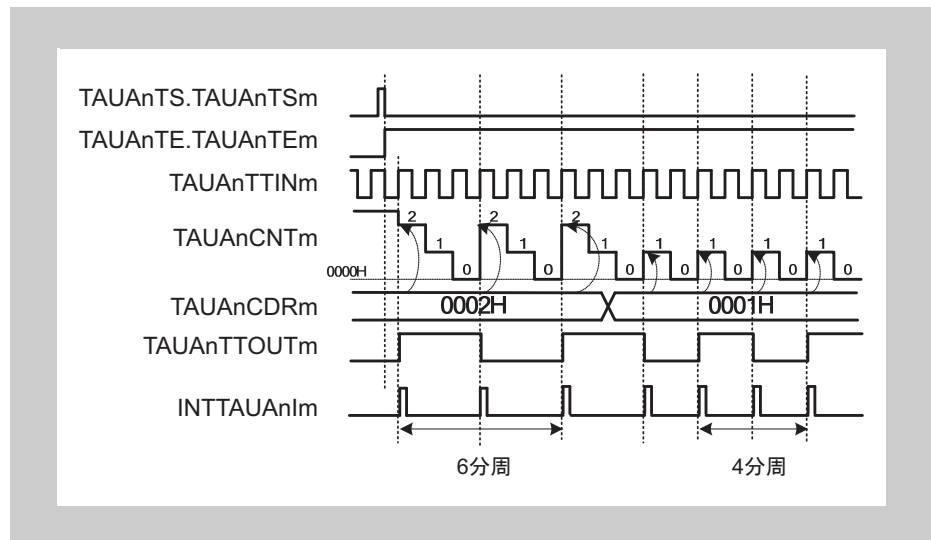 TAUAnTS.TAUAnTSm
TAUAnTE.TAUAnTEm
TAUAnTTINm
TAUAnCNTm
2 1 0 2 1 0 2 1 0 1 0 1 0 1 0 1 0
0000H
TAUAnCDRm
0002H 0001H
TAUAnTTOUTm
INTTAUAnIm
6分周 4分周